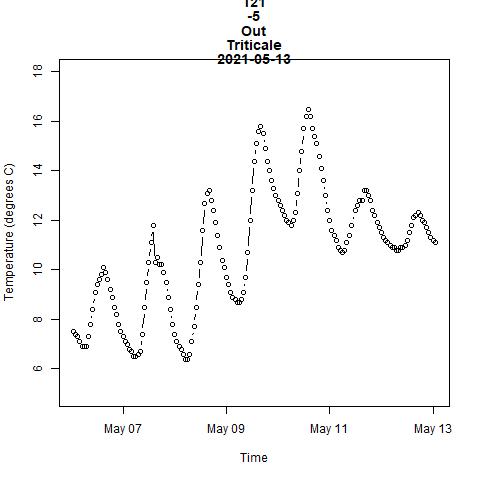 121
-5
Out
Triticale
2021-05-13
Temperature (degrees C)
18
16
14
12
10
8
6
May 07
May 09
May 11
May 13
Time